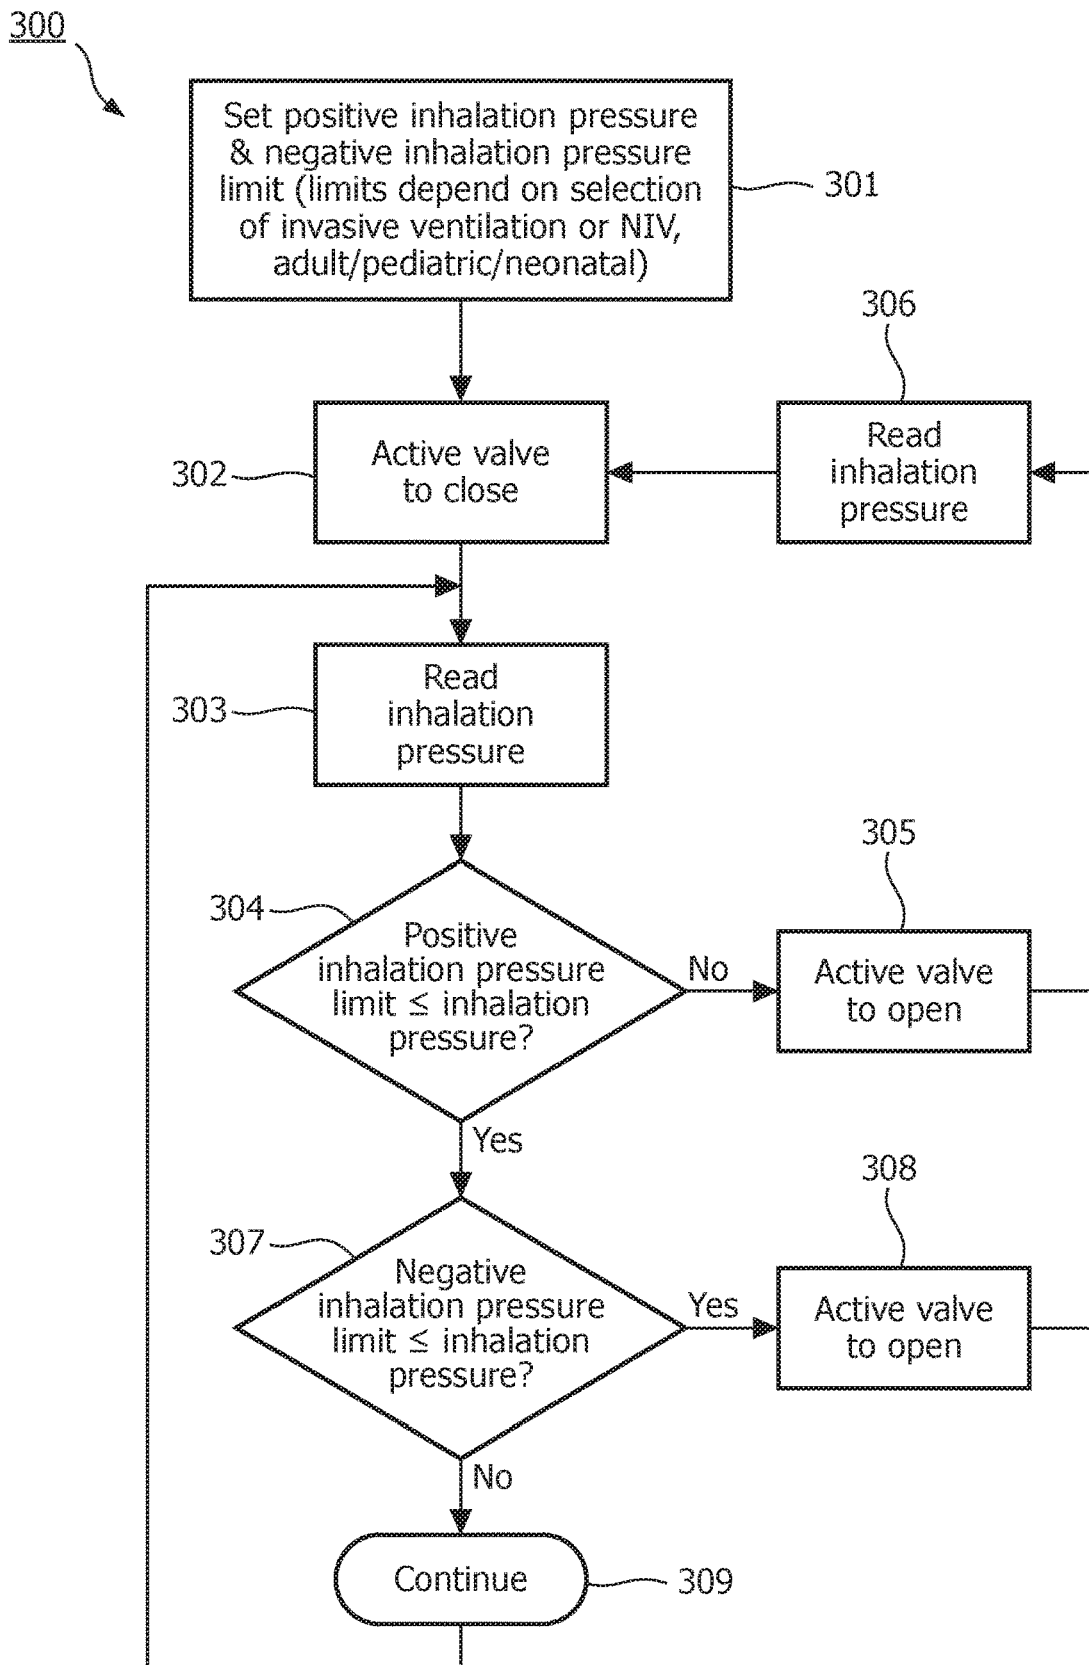 300
Set positive inhalation pressure
& negative inhalation pressure
limit (limits depend on selection
of invasive ventilation or NIV,
adult/pediatric/neonatal)
301
306
Active valve
to close
302
Read
inhalation
pressure
Read
inhalation
pressure
303
304
Positive
inhalation pressure
limit ≤ inhalation
pressure?
No
305
Active valve
to open
Yes
307
Negative
inhalation pressure
limit ≤ inhalation
pressure?
Yes
308
Active valve
to open
No
Continue
309